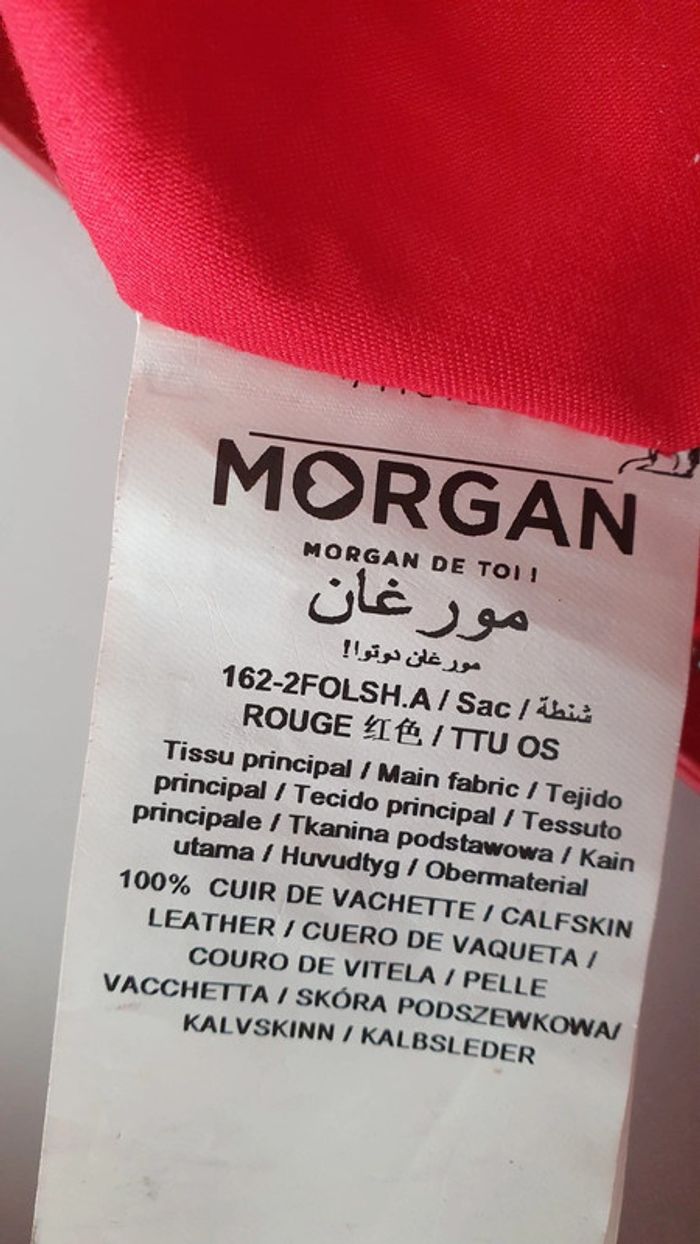 MORGAN
MORGAN DE TOI !
مورغان
مورغان دوتوا!!
162-2FOLSH.A / Sac / شنطة
ROUGE 红色 / TTU OS
Tissu principal / Main fabric / Tejido
principal / Tecido principal / Tessuto
principale / Tkanina podstawowa / Kain
utama / Huvudtyg / Obermaterial
100% CUIR DE VACHETTE / CALFSKIN
LEATHER / CUERO DE VAQUETA /
COURO DE VITELA / PELLE
VACCHETTA / SKÓRA PODSZEWKOWA/
KALVSKINN / KALBSLEDER